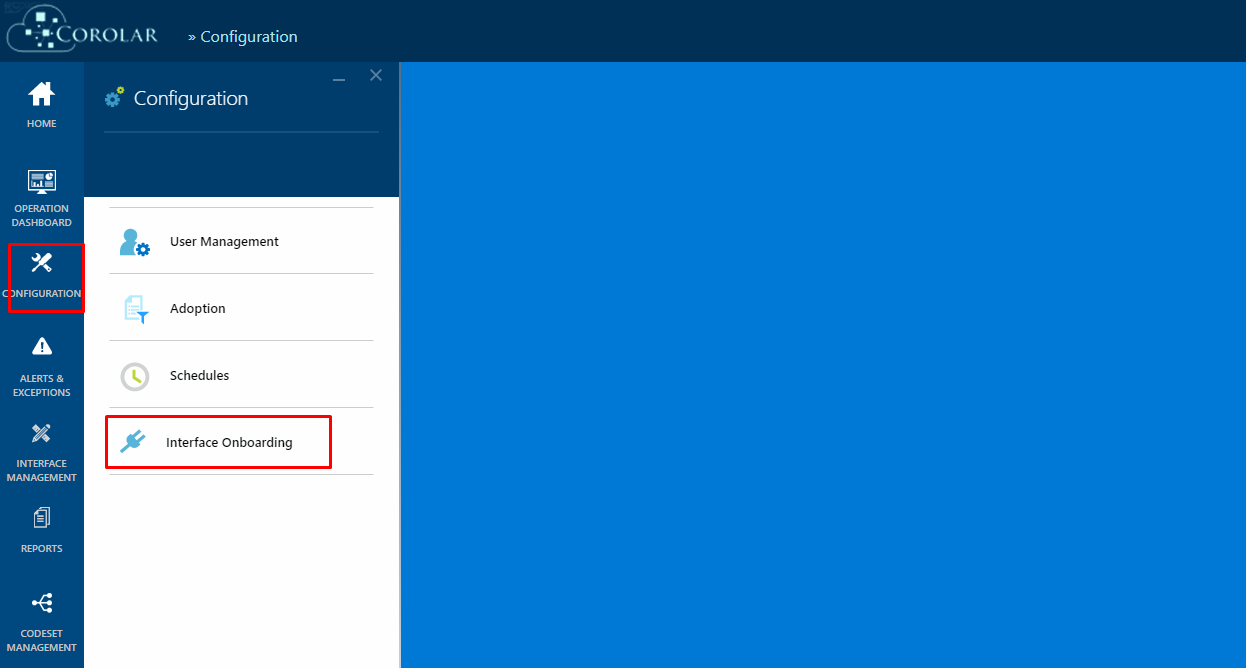 COROLAR
» Configuration
HOME
OPERATION
DASHBOARD
CONFIGURATION
ALERTS &
EXCEPTIONS
INTERFACE
MANAGEMENT
REPORTS
CODESET
MANAGEMENT
Configuration
User Management
Adoption
Schedules
Interface Onboarding